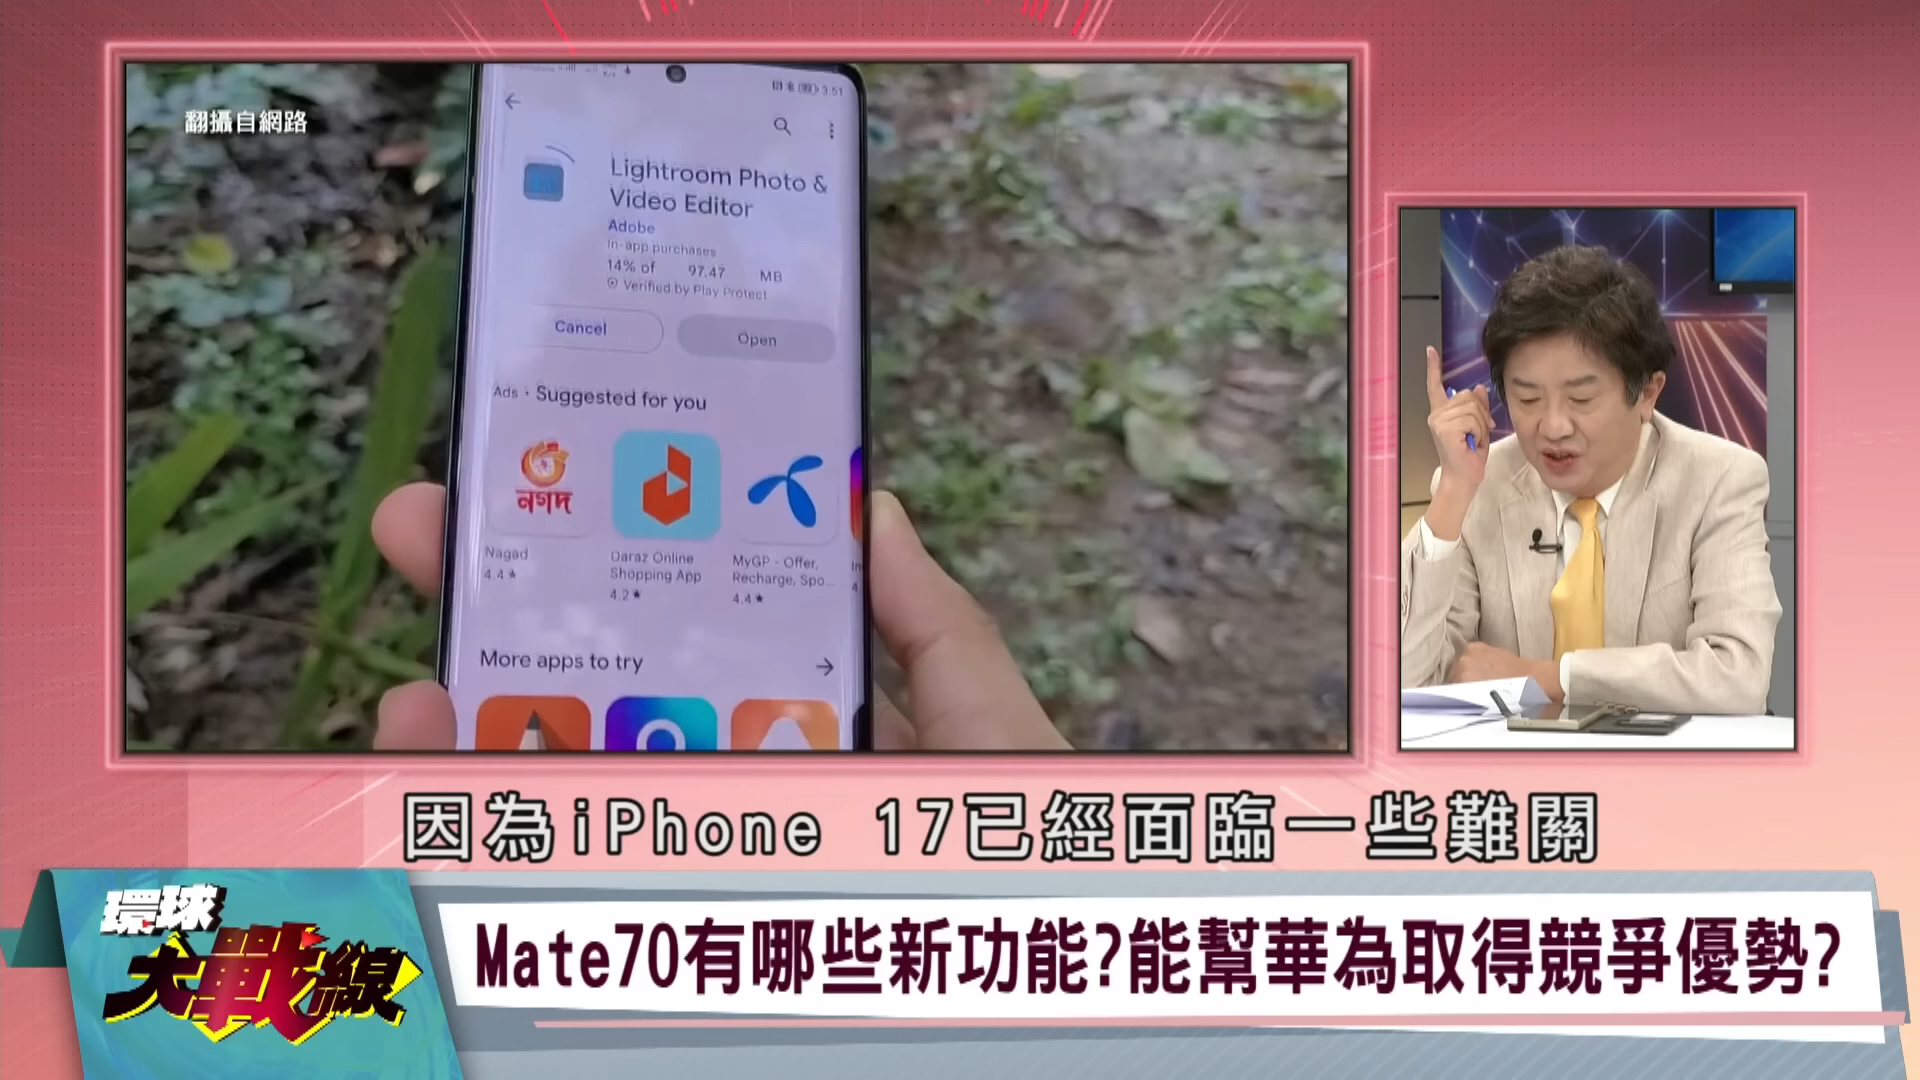 翻攝自網路
3:51
Lightroom Photo &
Video Editor
Adobe
In-app purchases
14% of 97.47 MB
Verified by Play Protect
Cancel
Open
Ads · Suggested for you
নগদ
Nagad
4.4★
Daraz Online
Shopping App
4.2★
MyGP - Offer,
Recharge, Spo...
4.4★
More apps to try
因為iPhone 17已經面臨一些難關
環球
大戰線
Mate70有哪些新功能?能幫華為取得競爭優勢?